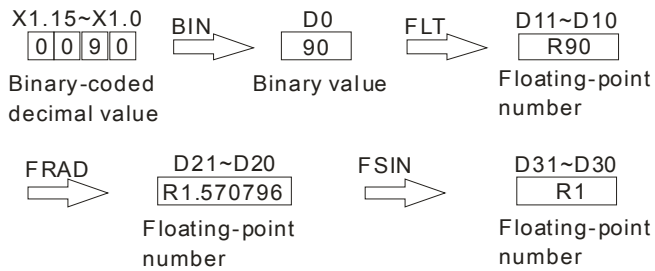 X1.15~X1.0 BIN D0 FLT D11~D10
0 0 9 0 90 R90
Binary-coded decimal value Binary value Floating-point number
FRAD D21~D20 FSIN D31~D30
R1.570796 R1
Floating-point number Floating-point number